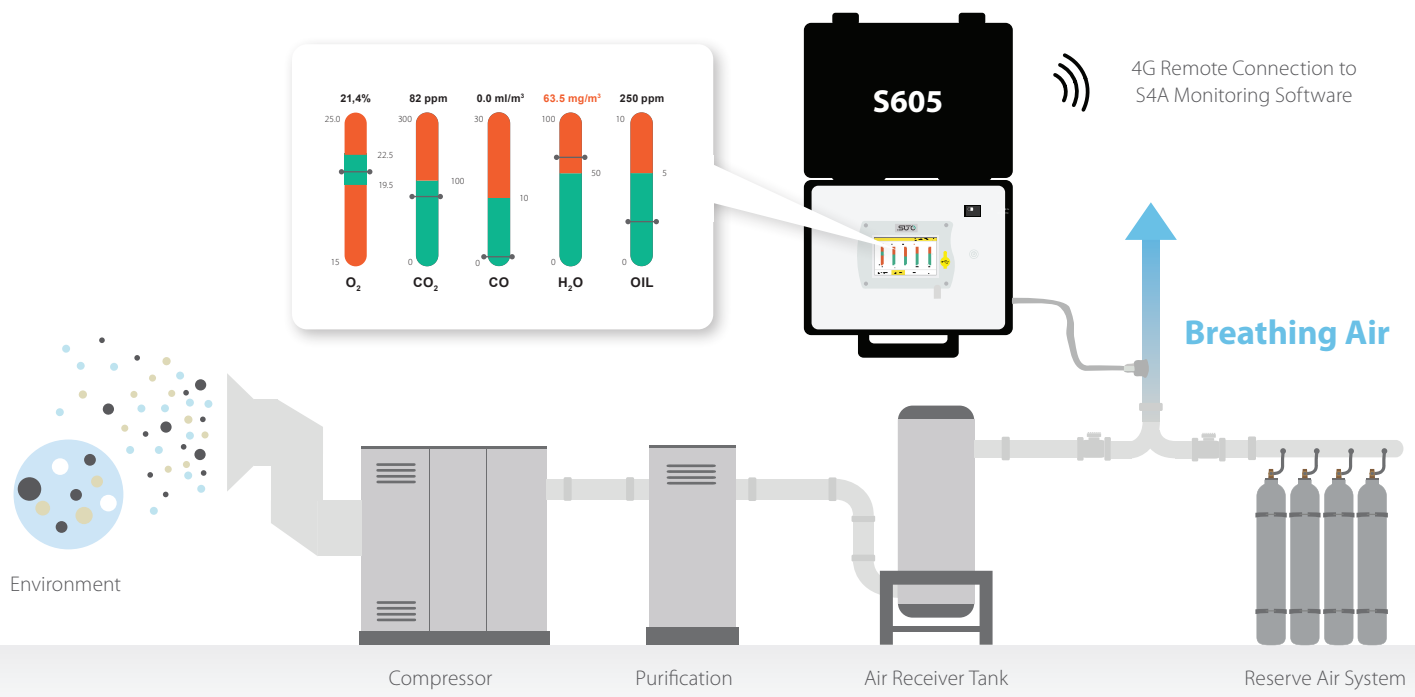 21,4%
82 ppm
0.0 ml/m³
63.5 mg/m³
250 ppm
25.0
22.5
19.5
15
O₂
300
100
0
CO₂
30
10
0
CO
100
50
0
H₂O
10
5
0
OIL
S605
4G Remote Connection to
S4A Monitoring Software
Breathing Air
Environment
Compressor
Purification
Air Receiver Tank
Reserve Air System